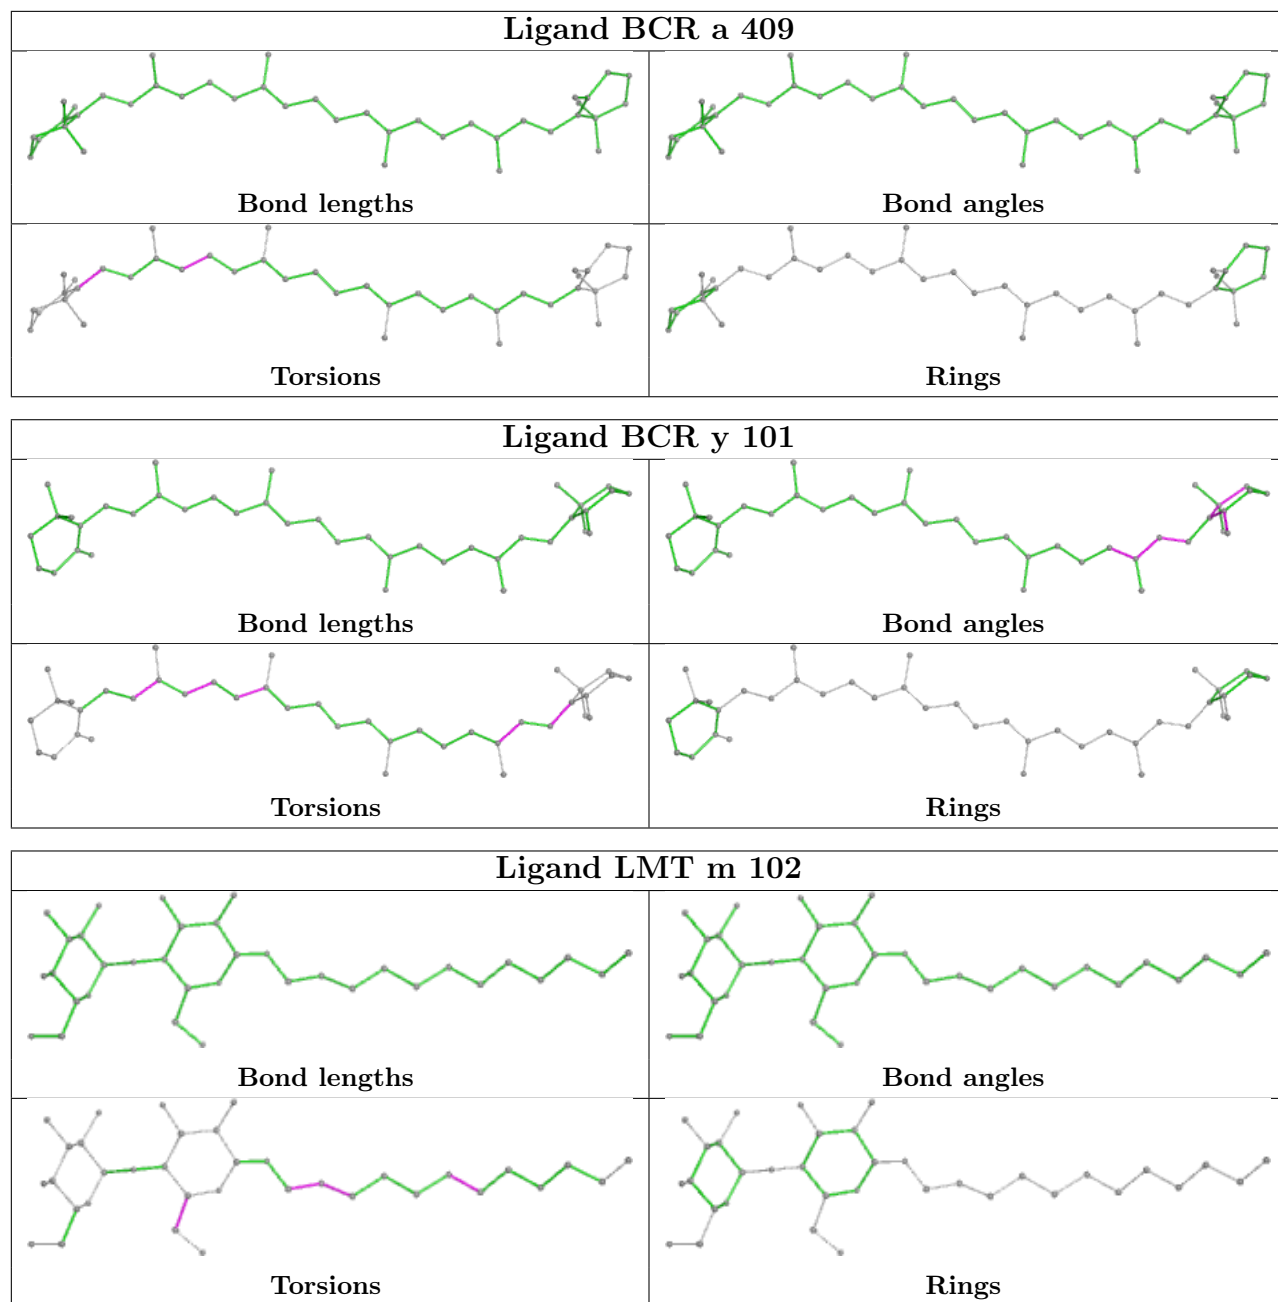 Ligand BCR a 409
Bond lengths
Bond angles
Torsions
Rings
Ligand BCR y 101
Bond lengths
Bond angles
Torsions
Rings
Ligand LMT m 102
Bond lengths
Bond angles
Torsions
Rings